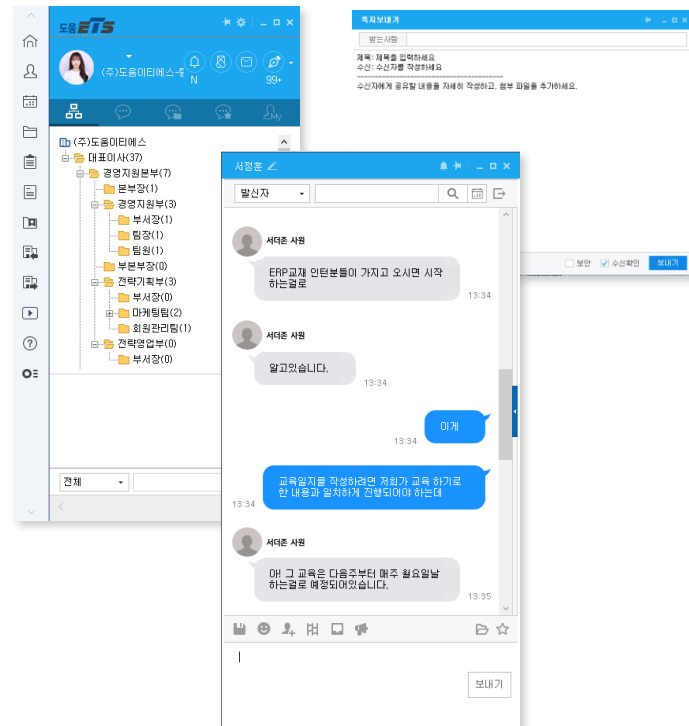 도움ETS
(주)도움이티에스-
N
99+
My
(주)도움이티에스
대표이사(37)
경영지원본부(7)
본부장(1)
경영지원부(3)
부서장(1)
팀장(1)
팀원(1)
부본부장(0)
전략기획부(3)
부서장(0)
마케팅팀(2)
회원관리팀(1)
전략영업부(0)
부서장(0)
전체
쪽지보내기
받는사람
제목: 제목을 입력하세요
수신: 수신자를 작성하세요
수신자에게 공유할 내용을 자세히 작성하고, 첨부 파일을 추가하세요.
보안
수신확인
보내기
서정훈
발신자
서더존 사원
ERP교재 인턴분들이 가지고 오시면 시작
하는걸로
13:34
서더존 사원
알고있습니다.
13:34
이게
13:34
교육일지를 작성하려면 저희가 교육 하기로
한 내용과 일치하게 진행되어야 하는데
13:34
서더존 사원
아! 그 교육은 다음주부터 매주 월요일날
하는걸로 예정되어있습니다.
13:35
보내기